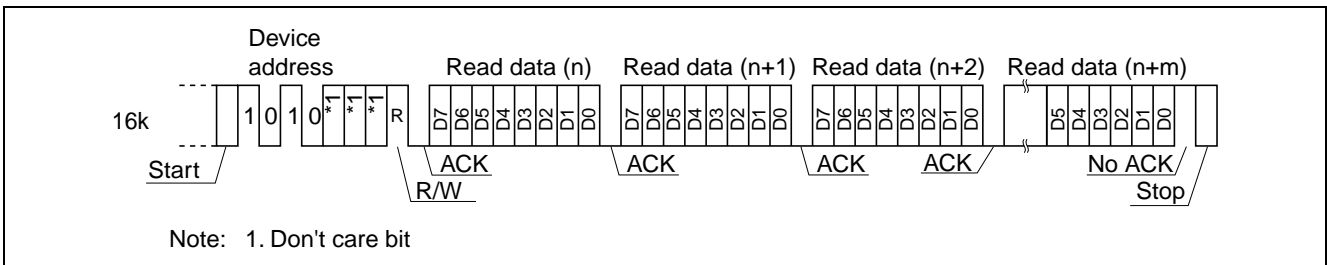 Device
address
Read data (n) Read data (n+1) Read data (n+2) Read data (n+m)
16k 1 0 1 0 *1 *1 *1 R D7 D6 D5 D4 D3 D2 D1 D0 D7 D6 D5 D4 D3 D2 D1 D0 D7 D6 D5 D4 D3 D2 D1 D0 D5 D4 D3 D2 D1 D0
Start ACK ACK ACK ACK No ACK
R/W Stop
Note: 1. Don't care bit